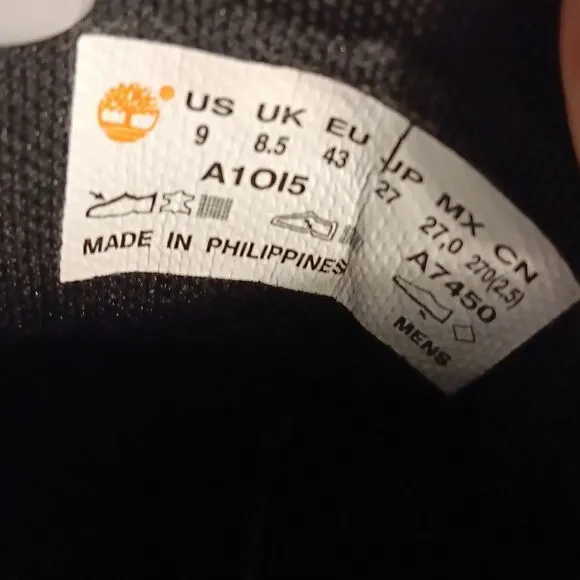 US UK EU JP MX CN
9 8.5 43 27 27.0 270(2.5)
A1OI5 A7450
MADE IN PHILIPPINES MENS